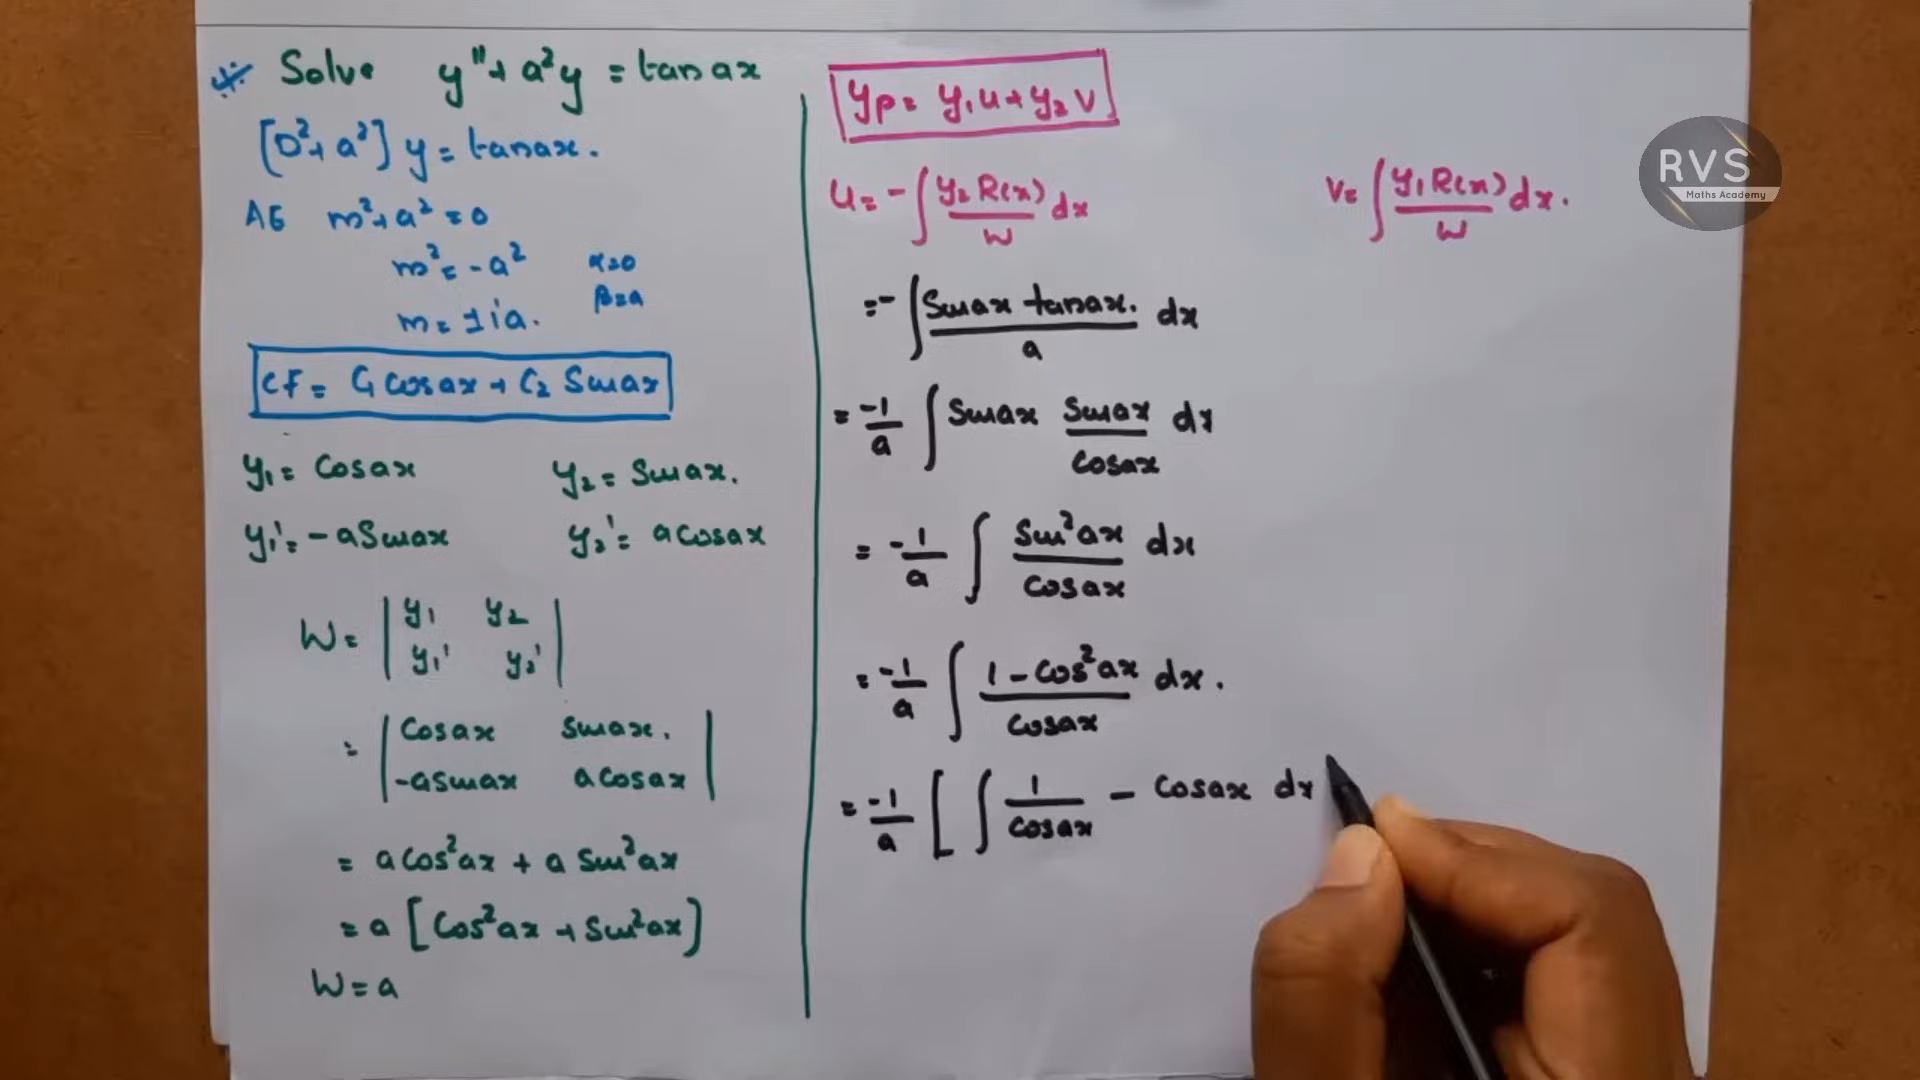 * Solve y'' + a²y = tan ax
[D² + a²] y = tan ax.
AE m² + a² = 0
m² = -a² α=0
β=a
m = ± ia.
CF = C₁ Cos ax + C₂ Sin ax
y₁ = Cos ax y₂ = Sin ax.
y₁' = -a Sin ax y₂' = a Cos ax
W = | y₁ y₂ |
| y₁' y₂' |
= | Cos ax Sin ax. |
| -a Sin ax a Cos ax |
= a Cos² ax + a Sin² ax
= a [Cos² ax + Sin² ax]
W = a
yp = y₁u + y₂v
u = -∫ y₂ R(x) / W dx v = ∫ y₁ R(x) / W dx.
= -∫ Sin ax tan ax. / a dx
= -1/a ∫ Sin ax Sin ax / Cos ax dx
= -1/a ∫ Sin² ax / Cos ax dx
= -1/a ∫ 1 - Cos² ax / Cos ax dx.
= -1/a [ ∫ 1 / Cos ax - Cos ax dx
RVS
Maths Academy